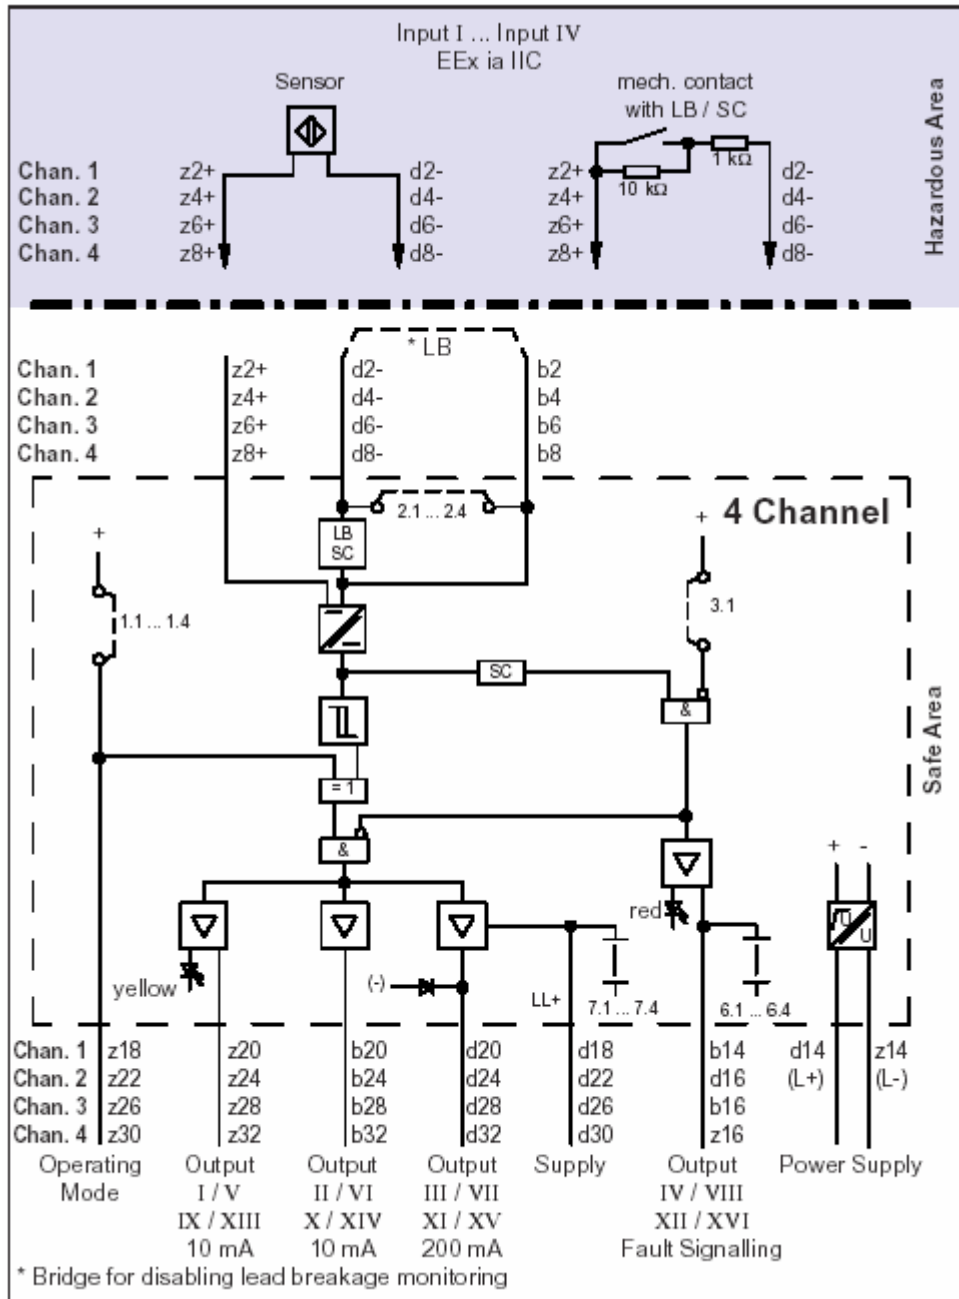 Input I ... Input IV
EEx ia IIC
Sensor
mech. contact
with LB / SC
1 kΩ
10 kΩ
Chan. 1 z2+ d2- z2+ d2-
Chan. 2 z4+ d4- z4+ d4-
Chan. 3 z6+ d6- z6+ d6-
Chan. 4 z8+ d8- z8+ d8-
Hazardous Area
* LB
Chan. 1 z2+ d2- b2
Chan. 2 z4+ d4- b4
Chan. 3 z6+ d6- b6
Chan. 4 z8+ d8- b8
2.1 ... 2.4
4 Channel
+
+
LB
SC
1.1 ... 1.4
3.1
SC
&
= 1
&
Safe Area
+ -
red
U
yellow
(-)
LL+
7.1 ... 7.4
6.1 ... 6.4
Chan. 1 z18 z20 b20 d20 d18 b14 d14 z14
Chan. 2 z22 z24 b24 d24 d22 d16 (L+) (L-)
Chan. 3 z26 z28 b28 d28 d26 b16
Chan. 4 z30 z32 b32 d32 d30 z16
Operating Output Output Output Supply Output Power Supply
Mode I / V II / VI III / VII IV / VIII
IX / XIII X / XIV XI / XV XII / XVI
10 mA 10 mA 200 mA Fault Signalling
* Bridge for disabling lead breakage monitoring